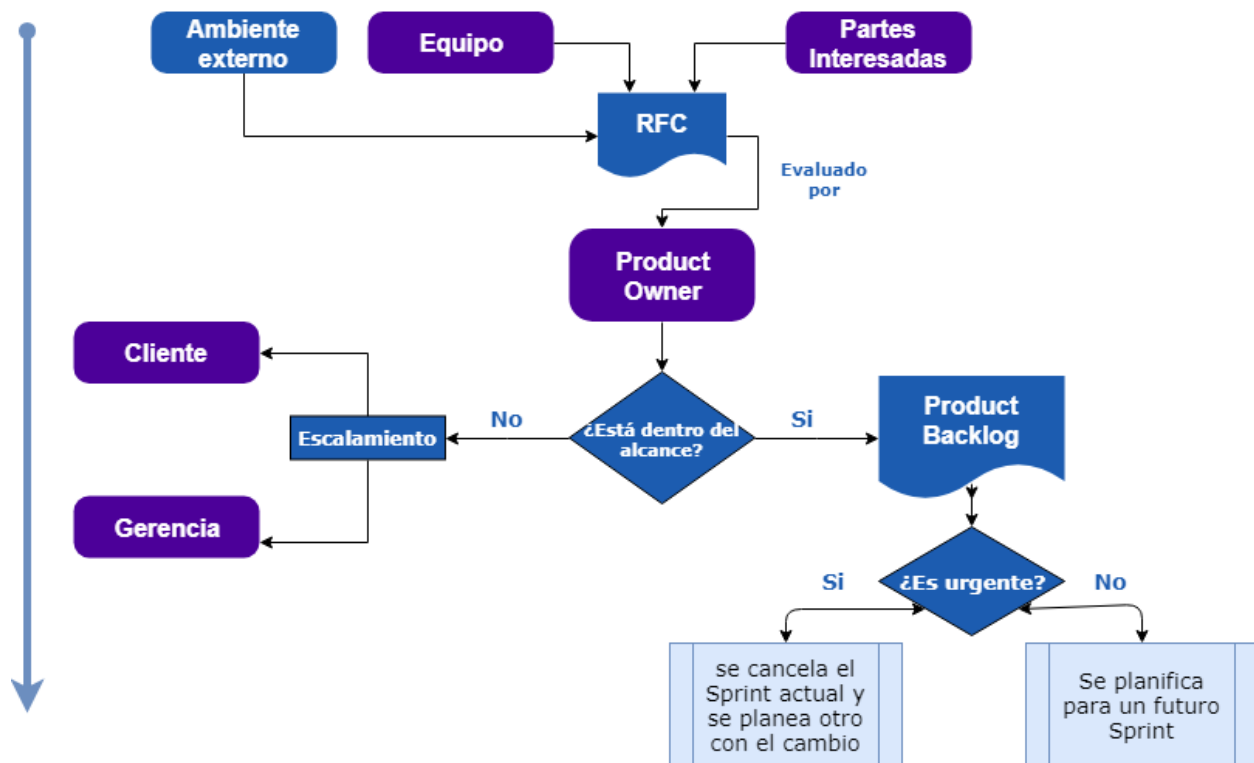 Ambiente
externo
Equipo
Partes
Interesadas
RFC
Evaluado
por
Product
Owner
Cliente
Escalamiento
No
¿Está dentro del
alcance?
Si
Product
Backlog
Gerencia
Si
¿Es urgente?
No
se cancela el
Sprint actual y
se planea otro
con el cambio
Se planifica
para un futuro
Sprint